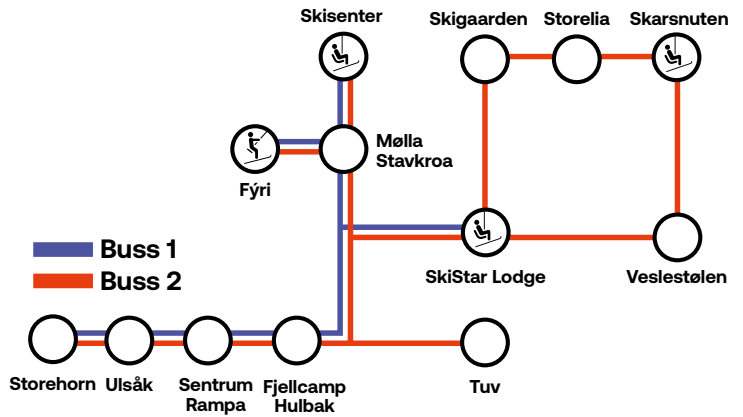 Skisenter
Skigaarden
Storelia
Skarsnuten
Mølla
Stavkroa
Fýri
Buss 1
Buss 2
SkiStar Lodge
Veslestølen
Storehorn
Ulsåk
Sentrum
Rampa
Fjellcamp
Hulbak
Tuv